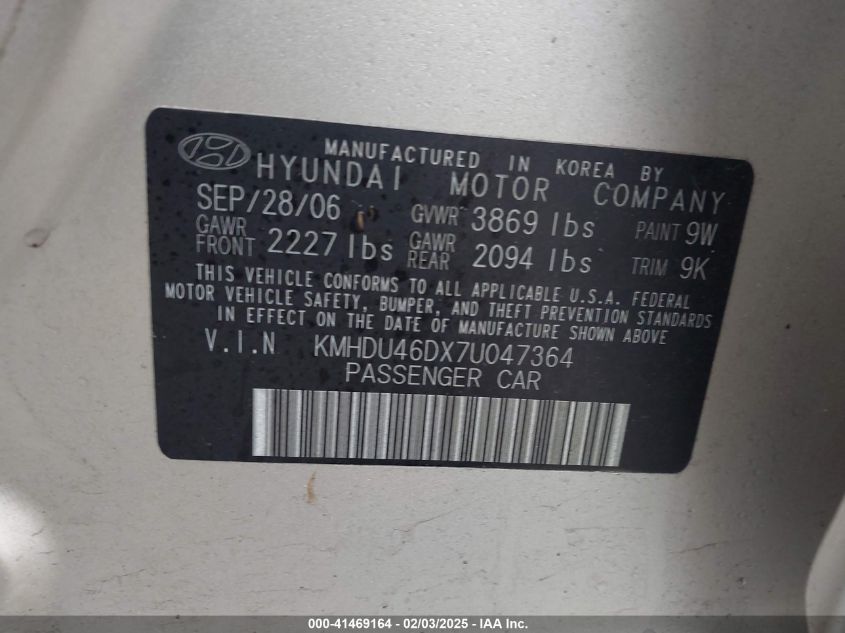 MANUFACTURED IN KOREA BY
HYUNDAI MOTOR COMPANY
SEP/28/06 GVWR 3869 lbs PAINT 9W
GAWR FRONT 2227 lbs GAWR REAR 2094 lbs TRIM 9K
THIS VEHICLE CONFORMS TO ALL APPLICABLE U.S.A. FEDERAL
MOTOR VEHICLE SAFETY, BUMPER, AND THEFT PREVENTION STANDARDS
IN EFFECT ON THE DATE OF MANUFACTURE SHOWN ABOVE
V.I.N KMHDU46DX7U047364
PASSENGER CAR
000-41469164 - 02/03/2025 - IAA Inc.